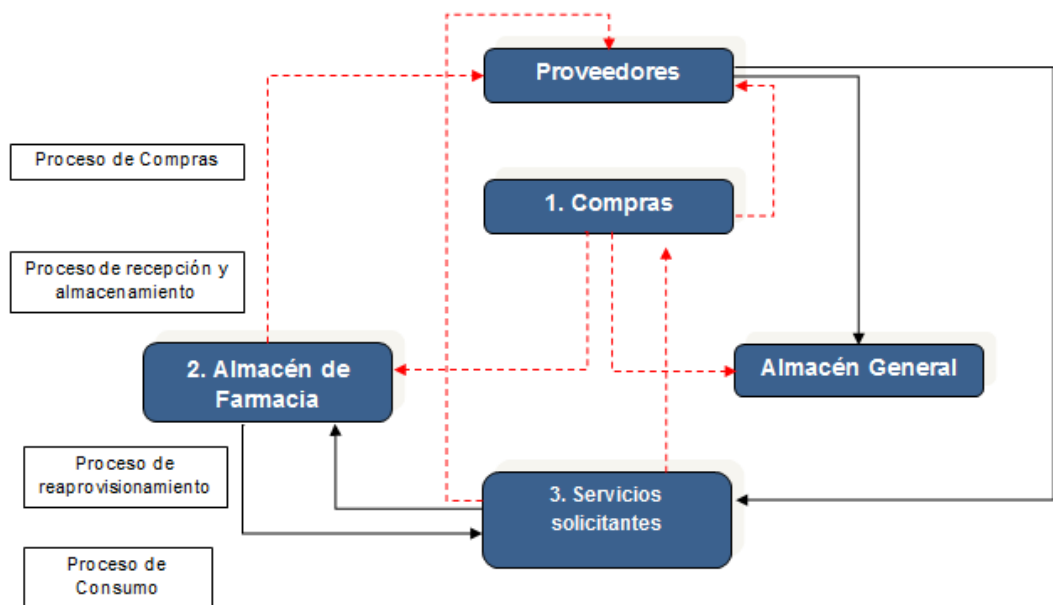 Proveedores
Proceso de Compras
1. Compras
Proceso de recepción y
almacenamiento
2. Almacén de
Farmacia
Almacén General
Proceso de
reaprovisionamiento
3. Servicios
solicitantes
Proceso de
Consumo